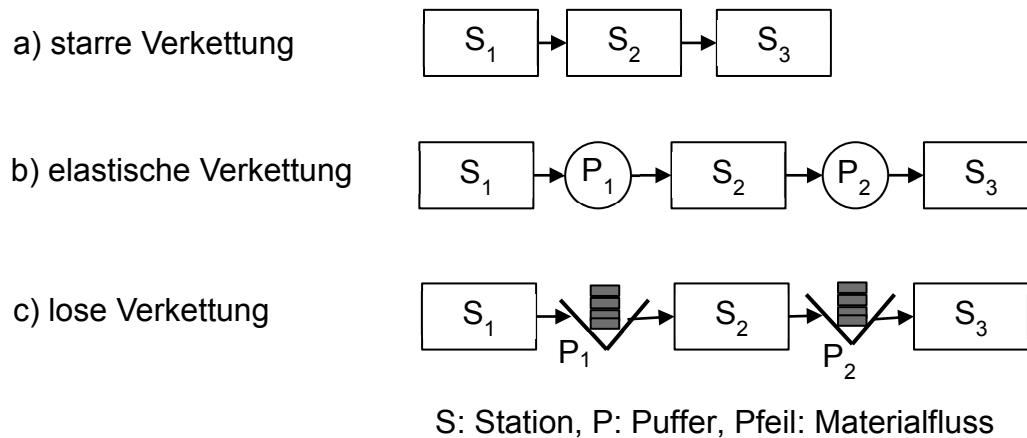 a) starre Verkettung S₁ S₂ S₃
b) elastische Verkettung S₁ P₁ S₂ P₂ S₃
c) lose Verkettung S₁ P₁ S₂ P₂ S₃
S: Station, P: Puffer, Pfeil: Materialfluss